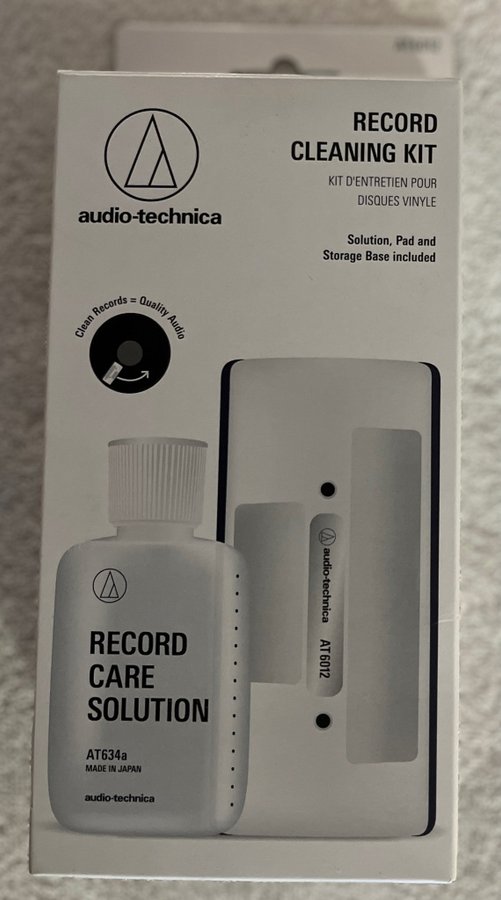 audio-technica
RECORD
CLEANING KIT
KIT D'ENTRETIEN POUR
DISQUES VINYLE
Solution, Pad and
Storage Base included
Clean Records = Quality Audio
RECORD
CARE
SOLUTION
AT634a
MADE IN JAPAN
audio-technica
audio-technica AT6012